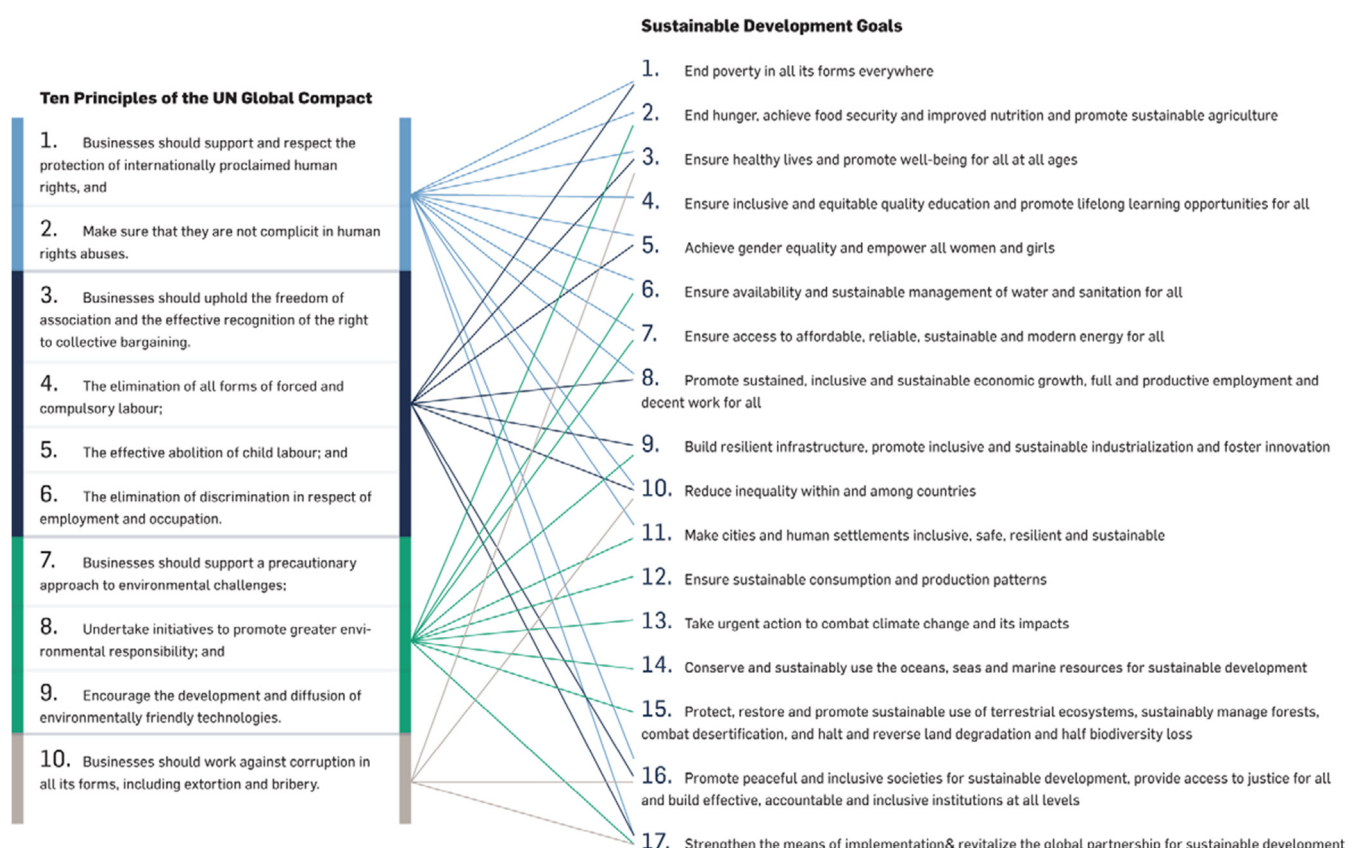 Sustainable Development Goals
Ten Principles of the UN Global Compact
1. Businesses should support and respect the
protection of internationally proclaimed human
rights, and
2. Make sure that they are not complicit in human
rights abuses.
3. Businesses should uphold the freedom of
association and the effective recognition of the right
to collective bargaining.
4. The elimination of all forms of forced and
compulsory labour;
5. The effective abolition of child labour; and
6. The elimination of discrimination in respect of
employment and occupation.
7. Businesses should support a precautionary
approach to environmental challenges;
8. Undertake initiatives to promote greater envi-
ronmental responsibility; and
9. Encourage the development and diffusion of
environmentally friendly technologies.
10. Businesses should work against corruption in
all its forms, including extortion and bribery.
1. End poverty in all its forms everywhere
2. End hunger, achieve food security and improved nutrition and promote sustainable agriculture
3. Ensure healthy lives and promote well-being for all at all ages
4. Ensure inclusive and equitable quality education and promote lifelong learning opportunities for all
5. Achieve gender equality and empower all women and girls
6. Ensure availability and sustainable management of water and sanitation for all
7. Ensure access to affordable, reliable, sustainable and modern energy for all
8. Promote sustained, inclusive and sustainable economic growth, full and productive employment and
decent work for all
9. Build resilient infrastructure, promote inclusive and sustainable industrialization and foster innovation
10. Reduce inequality within and among countries
11. Make cities and human settlements inclusive, safe, resilient and sustainable
12. Ensure sustainable consumption and production patterns
13. Take urgent action to combat climate change and its impacts
14. Conserve and sustainably use the oceans, seas and marine resources for sustainable development
15. Protect, restore and promote sustainable use of terrestrial ecosystems, sustainably manage forests,
combat desertification, and halt and reverse land degradation and half biodiversity loss
16. Promote peaceful and inclusive societies for sustainable development, provide access to justice for all
and build effective, accountable and inclusive institutions at all levels
17. Strengthen the means of implementation& revitalize the global partnership for sustainable development